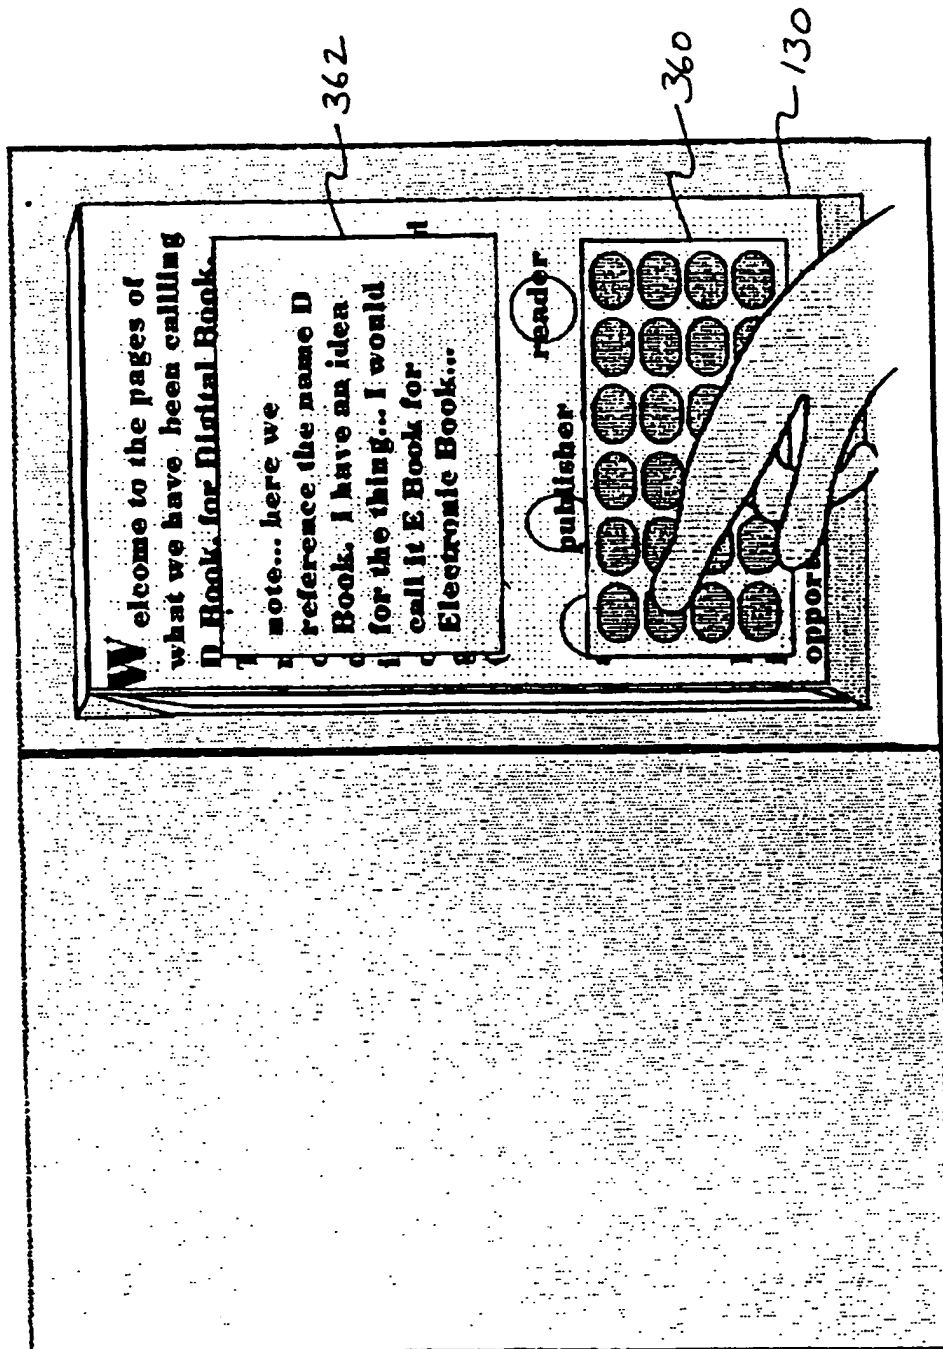 Welcome to the pages of
what we have been callling
D Book, for Digital Book.
note... here we
reference the name D
Book. I have an idea
for the thing... I would
call it E Book for
Electronic Book...
publisher
reader
oppor
362
360
130